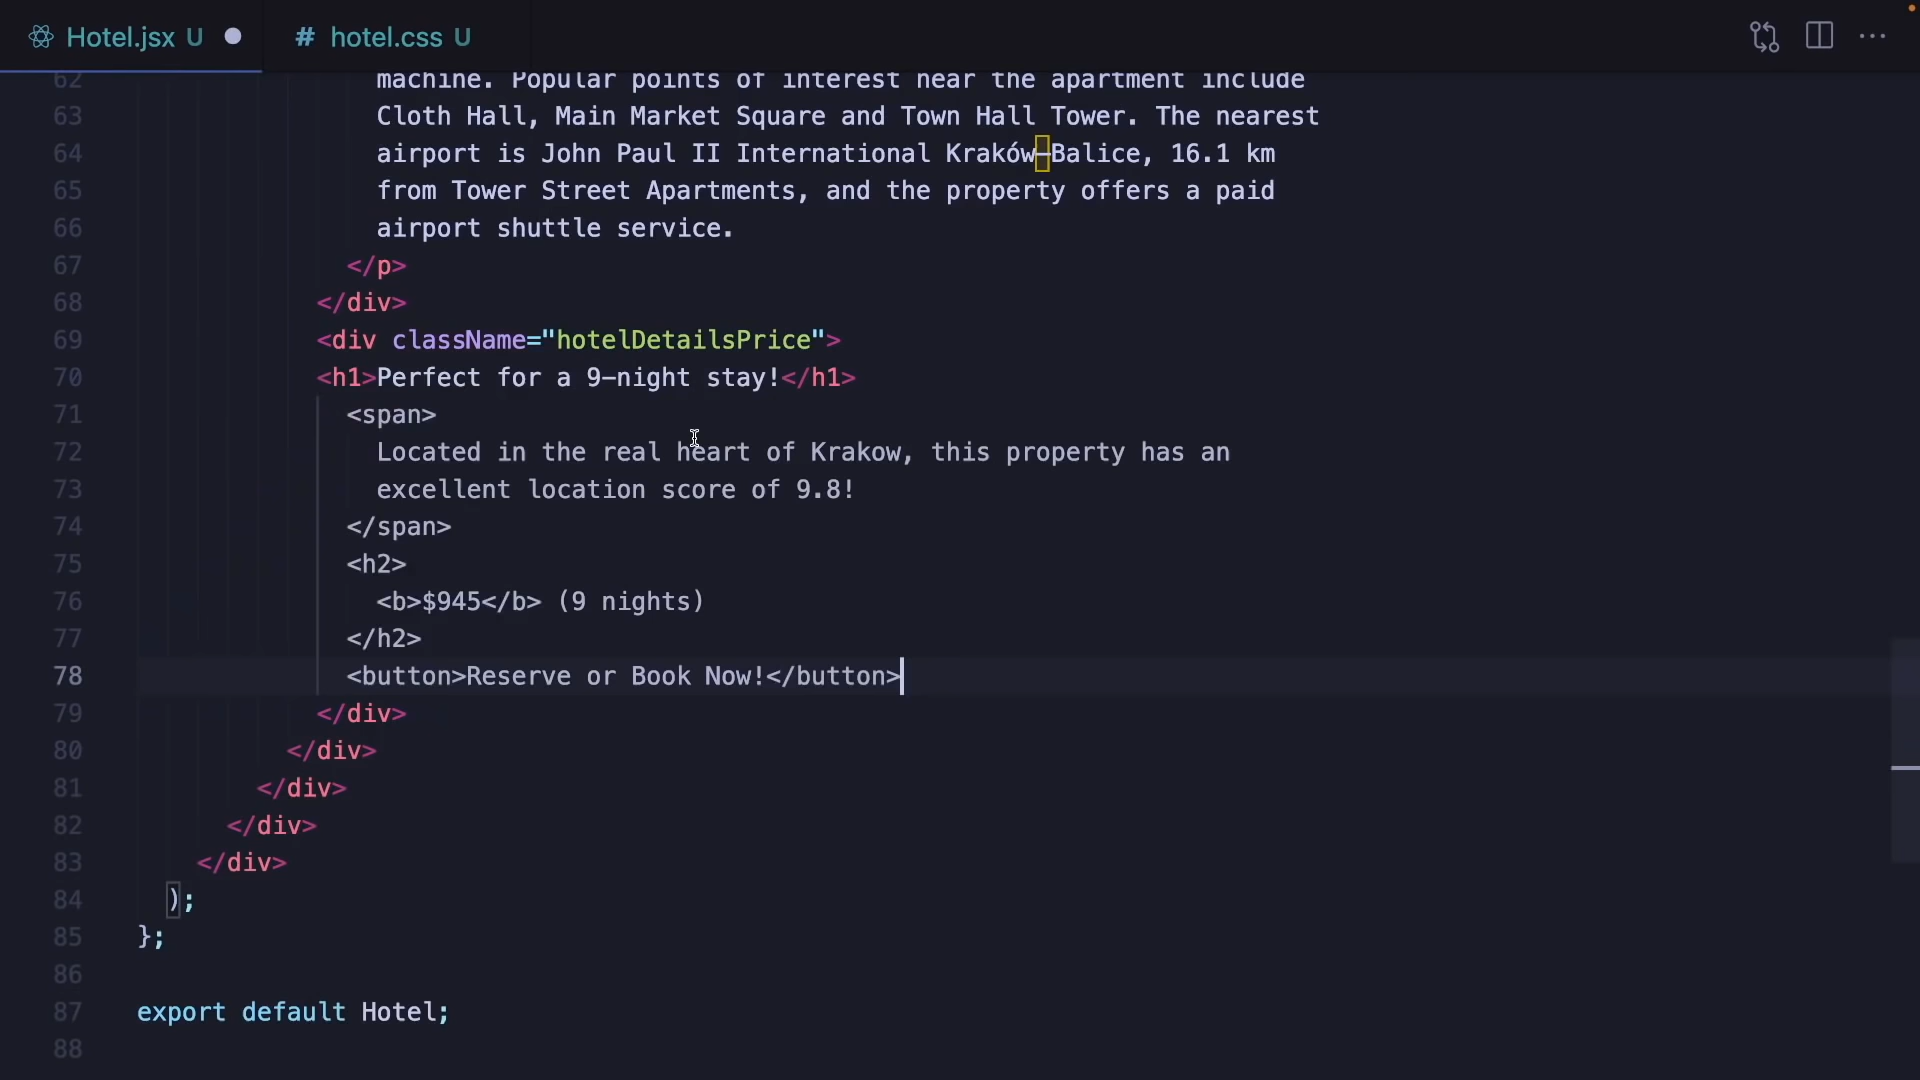 Hotel.jsx U
# hotel.css U
62 machine. Popular points of interest near the apartment include
63 Cloth Hall, Main Market Square and Town Hall Tower. The nearest
64 airport is John Paul II International Kraków–Balice, 16.1 km
65 from Tower Street Apartments, and the property offers a paid
66 airport shuttle service.
67 </p>
68 </div>
69 <div className="hotelDetailsPrice">
70 <h1>Perfect for a 9-night stay!</h1>
71 <span>
72 Located in the real heart of Krakow, this property has an
73 excellent location score of 9.8!
74 </span>
75 <h2>
76 <b>$945</b> (9 nights)
77 </h2>
78 <button>Reserve or Book Now!</button>
79 </div>
80 </div>
81 </div>
82 </div>
83 </div>
84 );
85 };
86
87 export default Hotel;
88